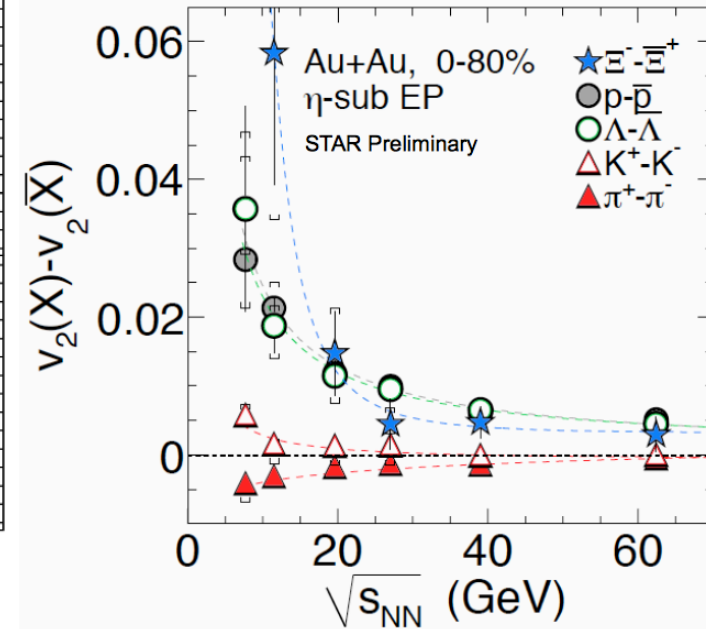 v₂(X)-v₂(X̅)
0.06
0.04
0.02
0
Au+Au, 0-80%
η-sub EP
STAR Preliminary
Ξ⁻-Ξ̅⁺
p-p̅
Λ-Λ̅
K⁺-K⁻
π⁺-π⁻
0 20 40 60
√sNN (GeV)